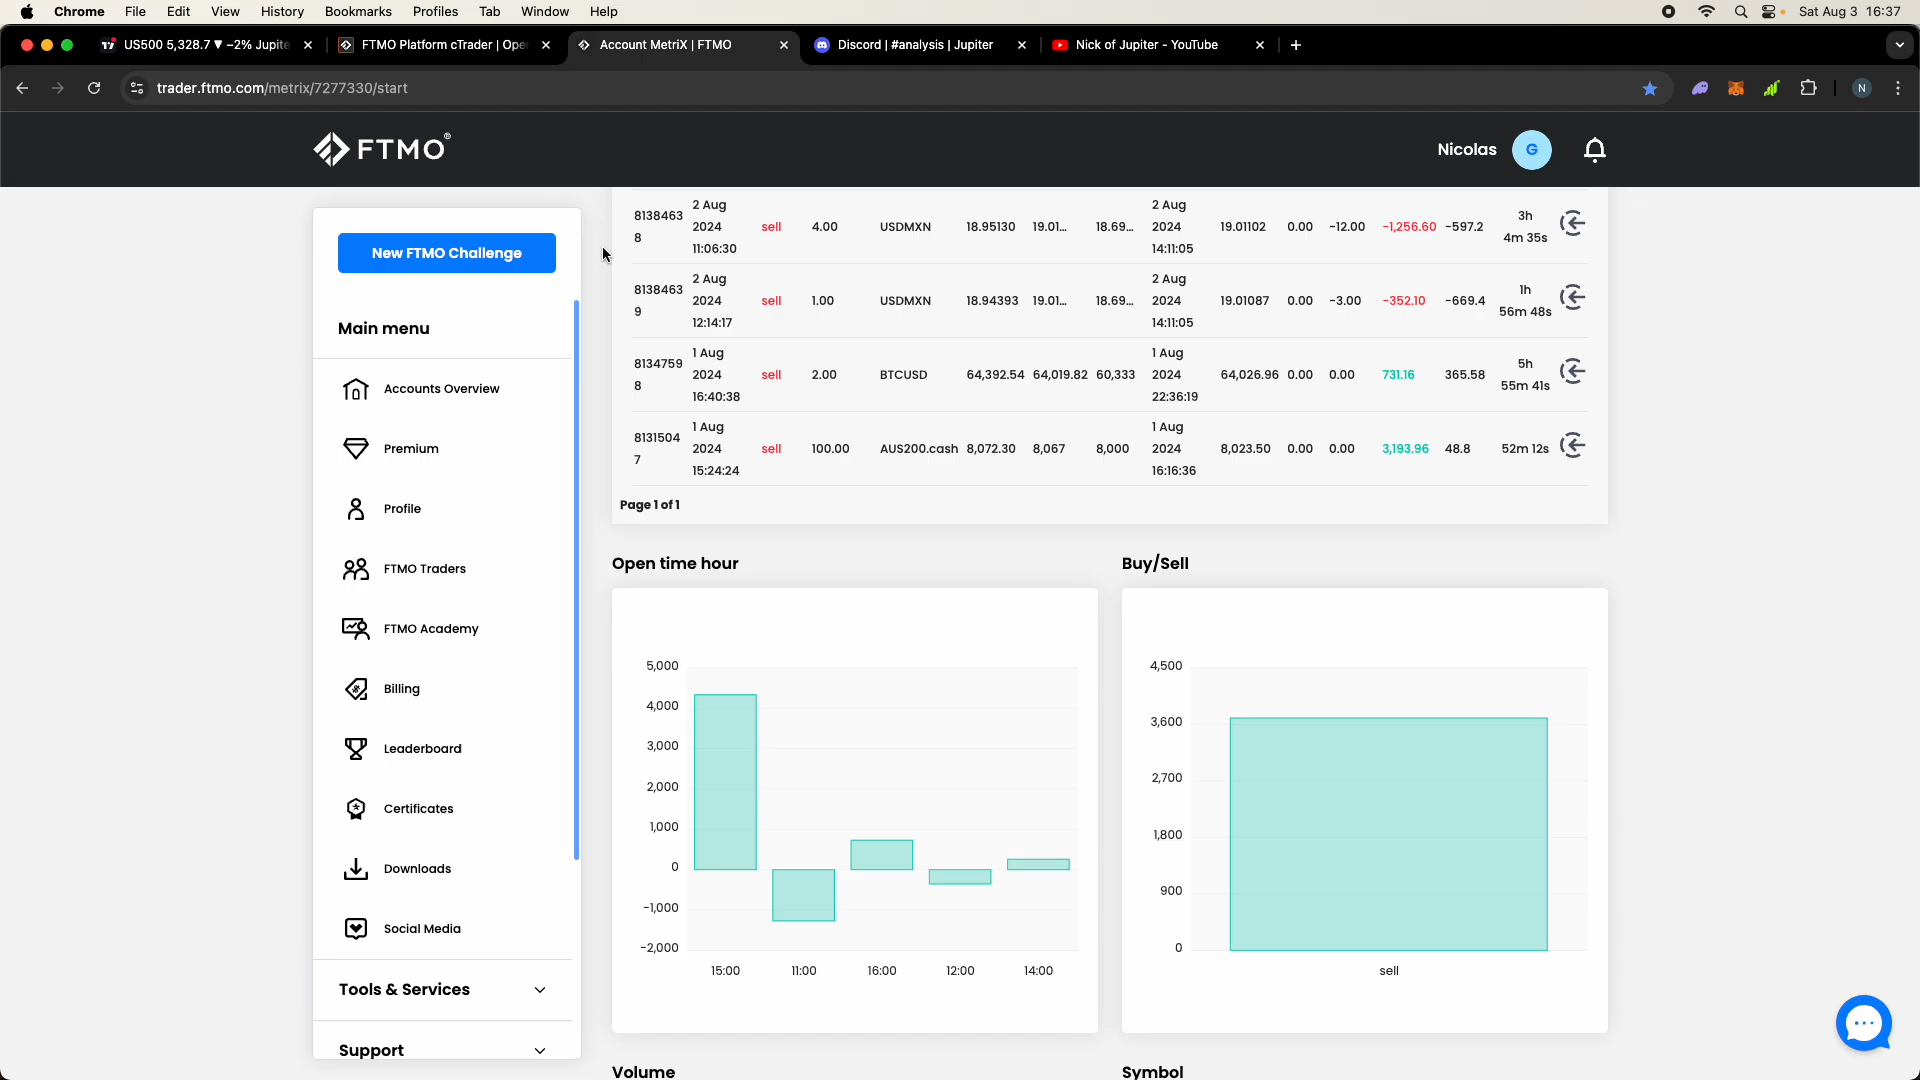 Chrome File Edit View History Bookmarks Profiles Tab Window Help Sat Aug 3 16:37
US500 5,328.7 ▼ −2% Jupite FTMO Platform cTrader | Ope Account MetriX | FTMO Discord | #analysis | Jupiter Nick of Jupiter - YouTube
trader.ftmo.com/metrix/7277330/start N
FTMO® Nicolas G
New FTMO Challenge
Main menu
Accounts Overview
Premium
Profile
FTMO Traders
FTMO Academy
Billing
Leaderboard
Certificates
Downloads
Social Media
Tools & Services
Support
2 Aug 2 Aug
8138463 2024 sell 4.00 USDMXN 18.95130 19.01... 18.69... 2024 19.01102 0.00 -12.00 -1,256.60 -597.2 3h
8 11:06:30 14:11:05 4m 35s
2 Aug 2 Aug
8138463 2024 sell 1.00 USDMXN 18.94393 19.01... 18.69... 2024 19.01087 0.00 -3.00 -352.10 -669.4 1h
9 12:14:17 14:11:05 56m 48s
1 Aug 1 Aug
8134759 2024 sell 2.00 BTCUSD 64,392.54 64,019.82 60,333 2024 64,026.96 0.00 0.00 731.16 365.58 5h
8 16:40:38 22:36:19 55m 41s
1 Aug 1 Aug
8131504 2024 sell 100.00 AUS200.cash 8,072.30 8,067 8,000 2024 8,023.50 0.00 0.00 3,193.96 48.8 52m 12s
7 15:24:24 16:16:36
Page 1 of 1
Open time hour
5,000
4,000
3,000
2,000
1,000
0
-1,000
-2,000
15:00 11:00 16:00 12:00 14:00
Buy/Sell
4,500
3,600
2,700
1,800
900
0
sell
Volume
Symbol